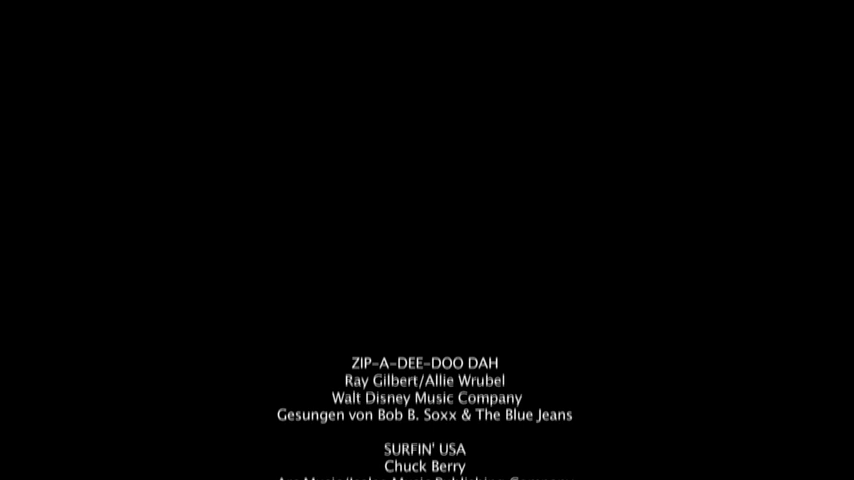 ZIP-A-DEE-DOO DAH
Ray Gilbert/Allie Wrubel
Walt Disney Music Company
Gesungen von Bob B. Soxx & The Blue Jeans
SURFIN' USA
Chuck Berry